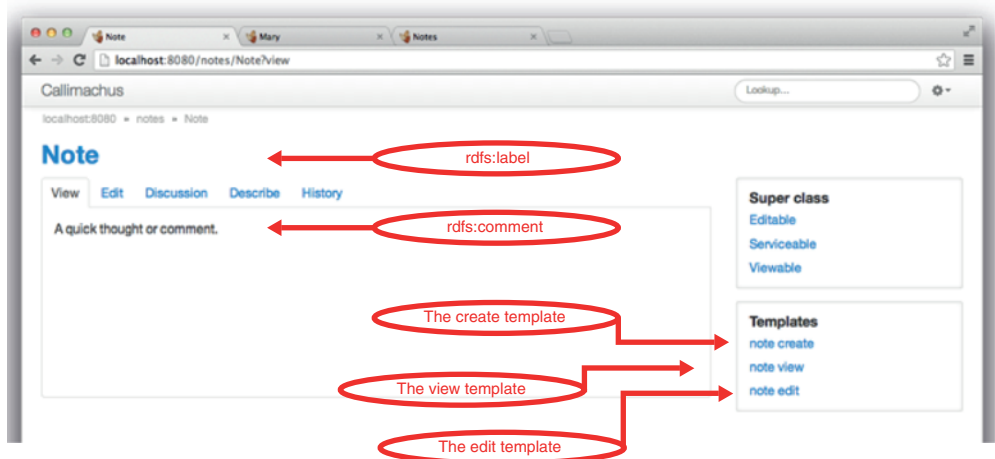 Note
Mary
Notes
localhost:8080/notes/Note?view
Callimachus
Lookup...
localhost:8080 » notes » Note
Note
rdfs:label
View Edit Discussion Describe History
A quick thought or comment.
rdfs:comment
Super class
Editable
Serviceable
Viewable
The create template
Templates
note create
The view template
note view
note edit
The edit template